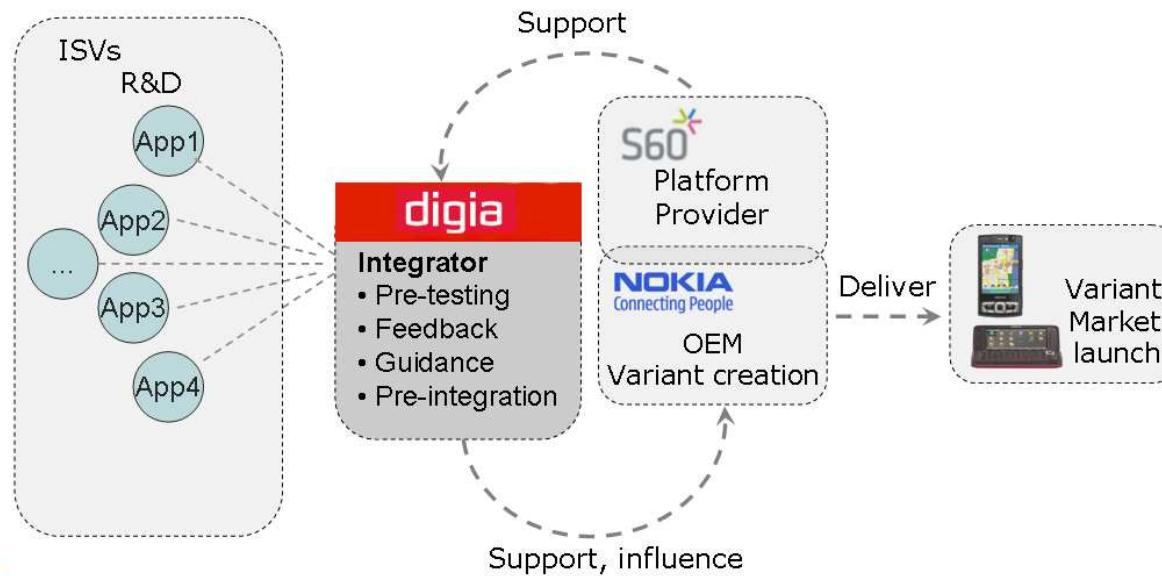 Support
ISVs
R&D
App1
App2
...
App3
App4
digia
Integrator
• Pre-testing
• Feedback
• Guidance
• Pre-integration
S60
Platform
Provider
NOKIA
Connecting People
OEM
Variant creation
Deliver
Variant
Market
launch
Support, influence